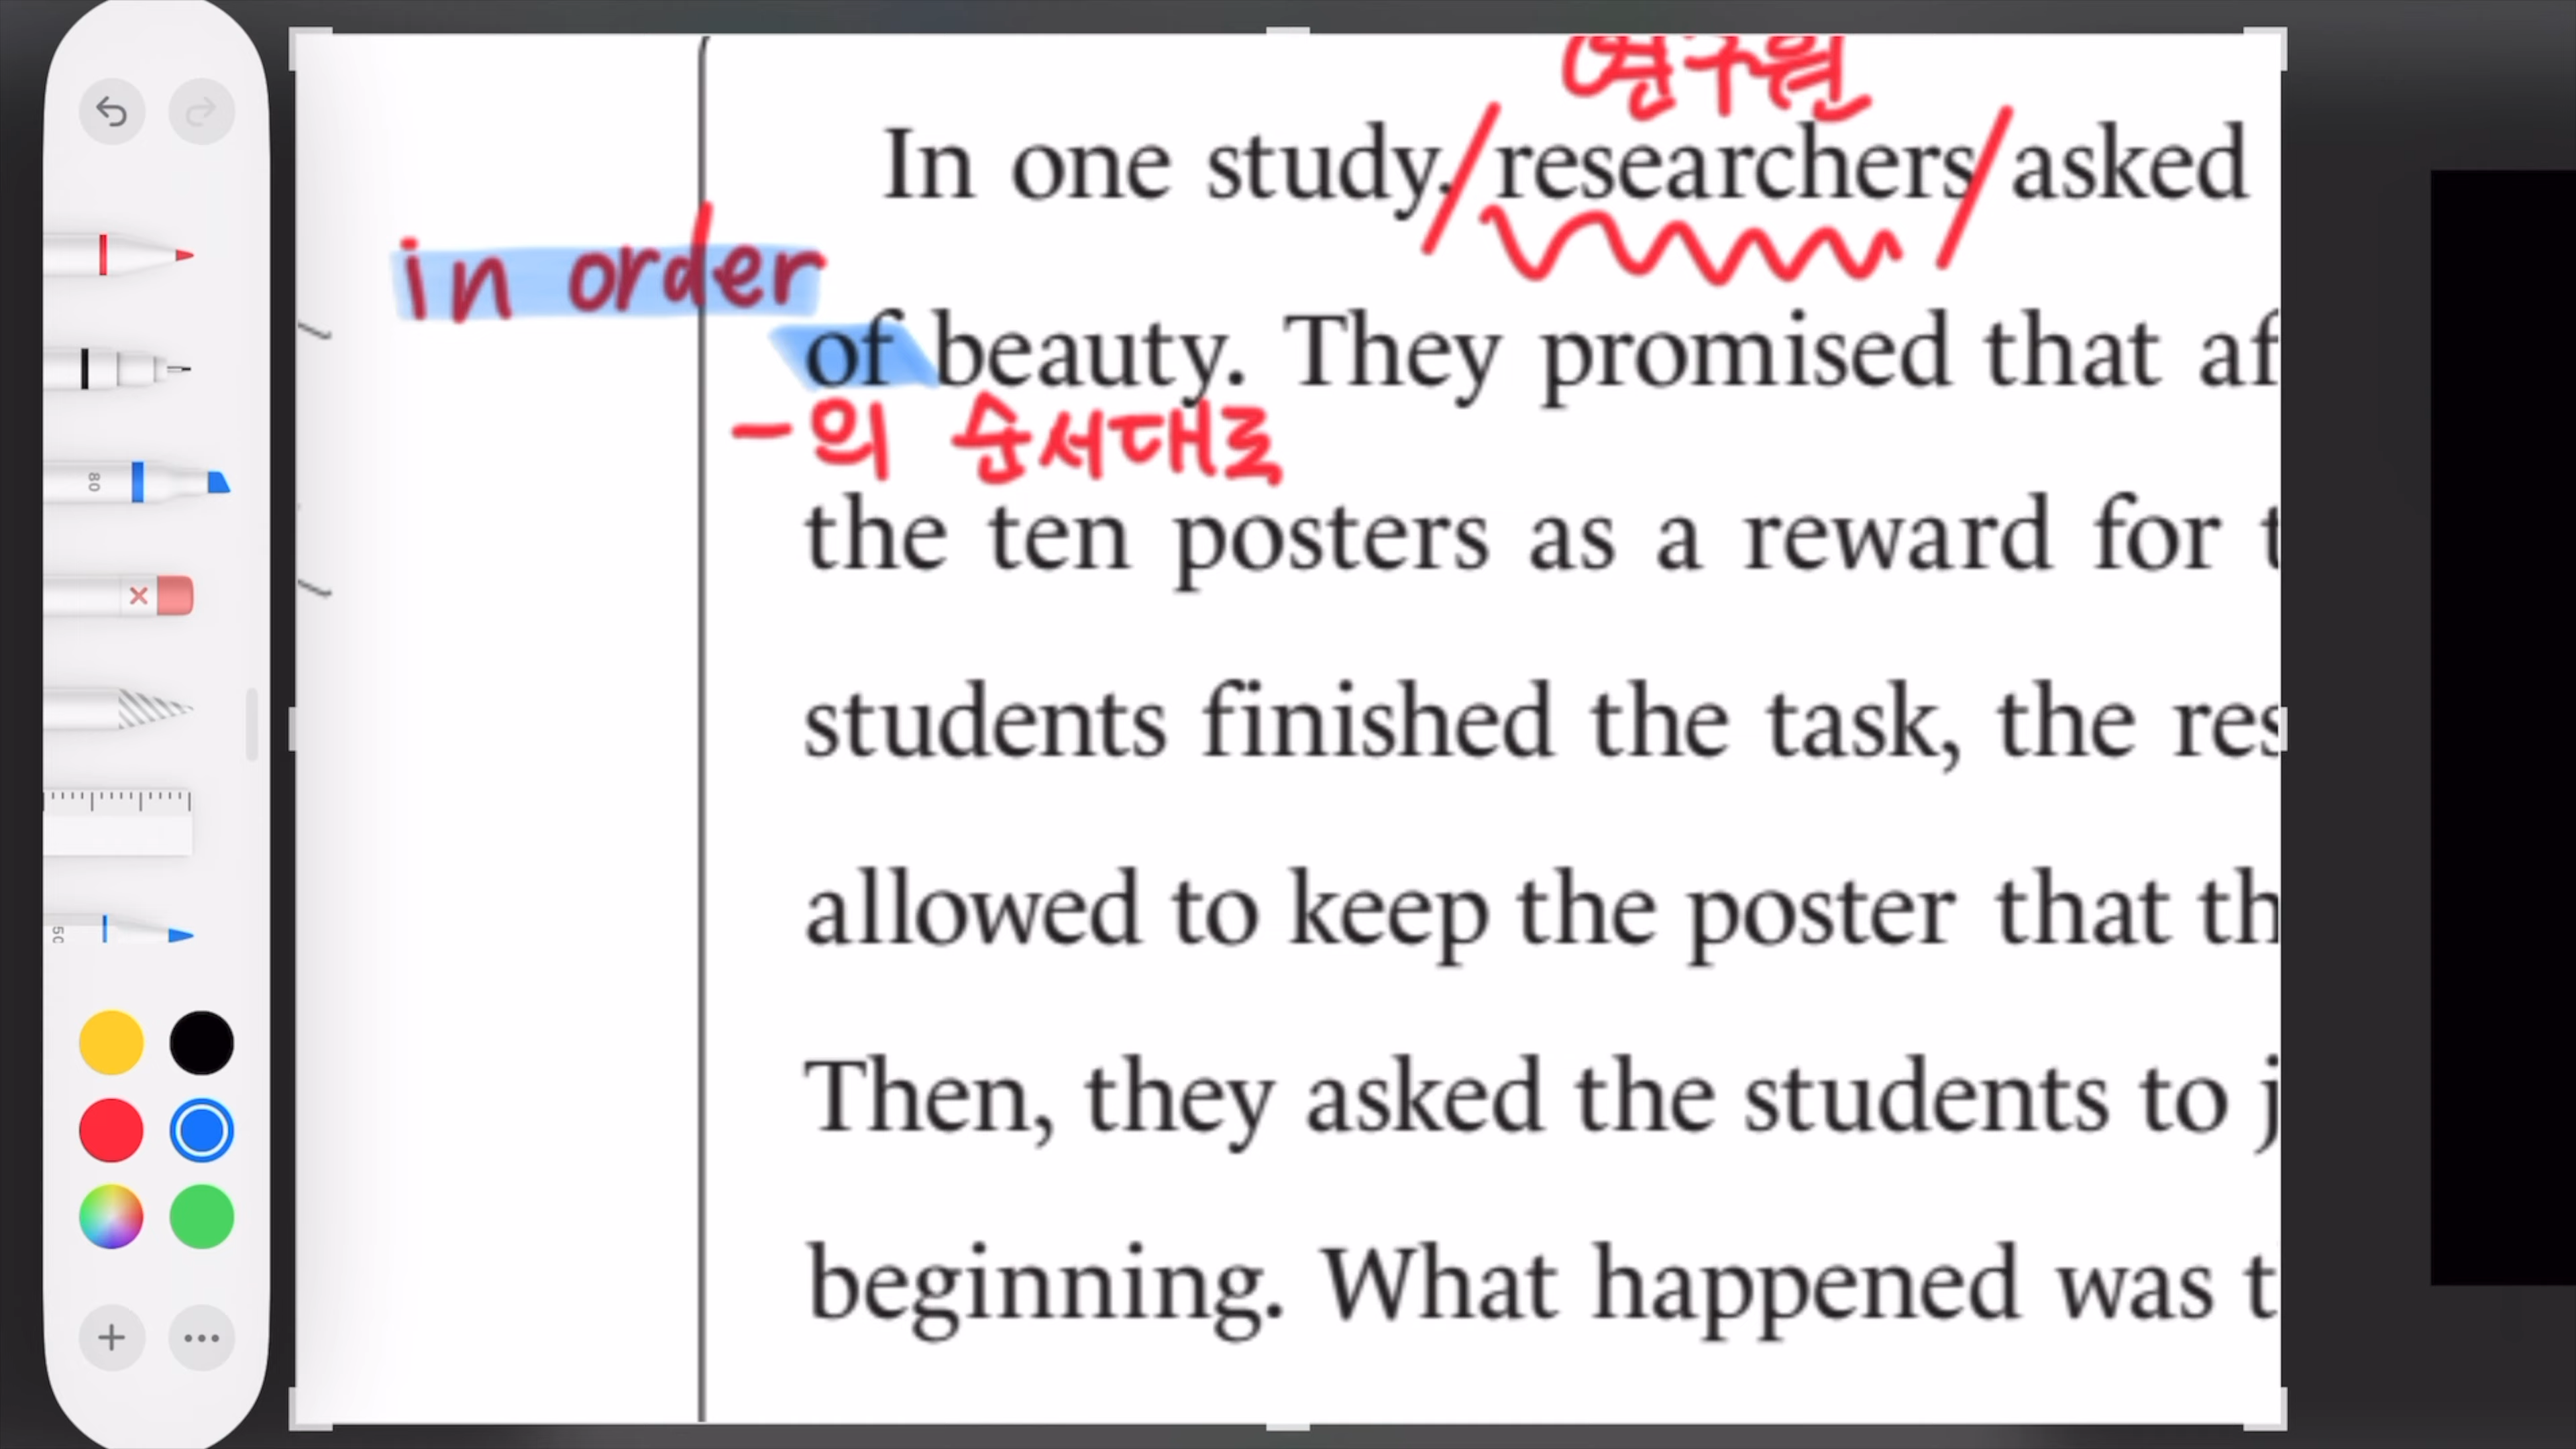 연구원
In one study, researchers asked
in order
of beauty. They promised that af
-의 순서대로
the ten posters as a reward for t
students finished the task, the res
allowed to keep the poster that th
Then, they asked the students to j
beginning. What happened was t
80
50